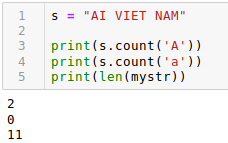 1 s = "AI VIET NAM"
2
3 print(s.count('A'))
4 print(s.count('a'))
5 print(len(mystr))
2
0
11